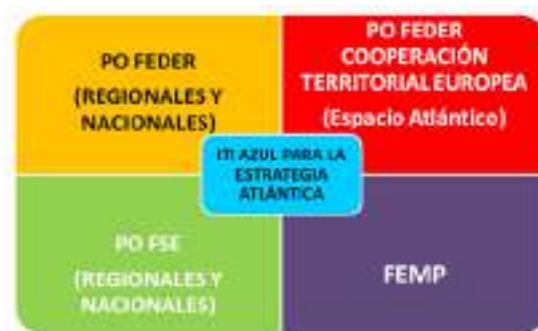 PO FEDER
(REGIONALES Y
NACIONALES)
PO FEDER
COOPERACIÓN
TERRITORIAL EUROPEA
(Espacio Atlántico)
ITI AZUL PARA LA
ESTRATEGIA
ATLÁNTICA
PO FSE
(REGIONALES Y
NACIONALES)
FEMP